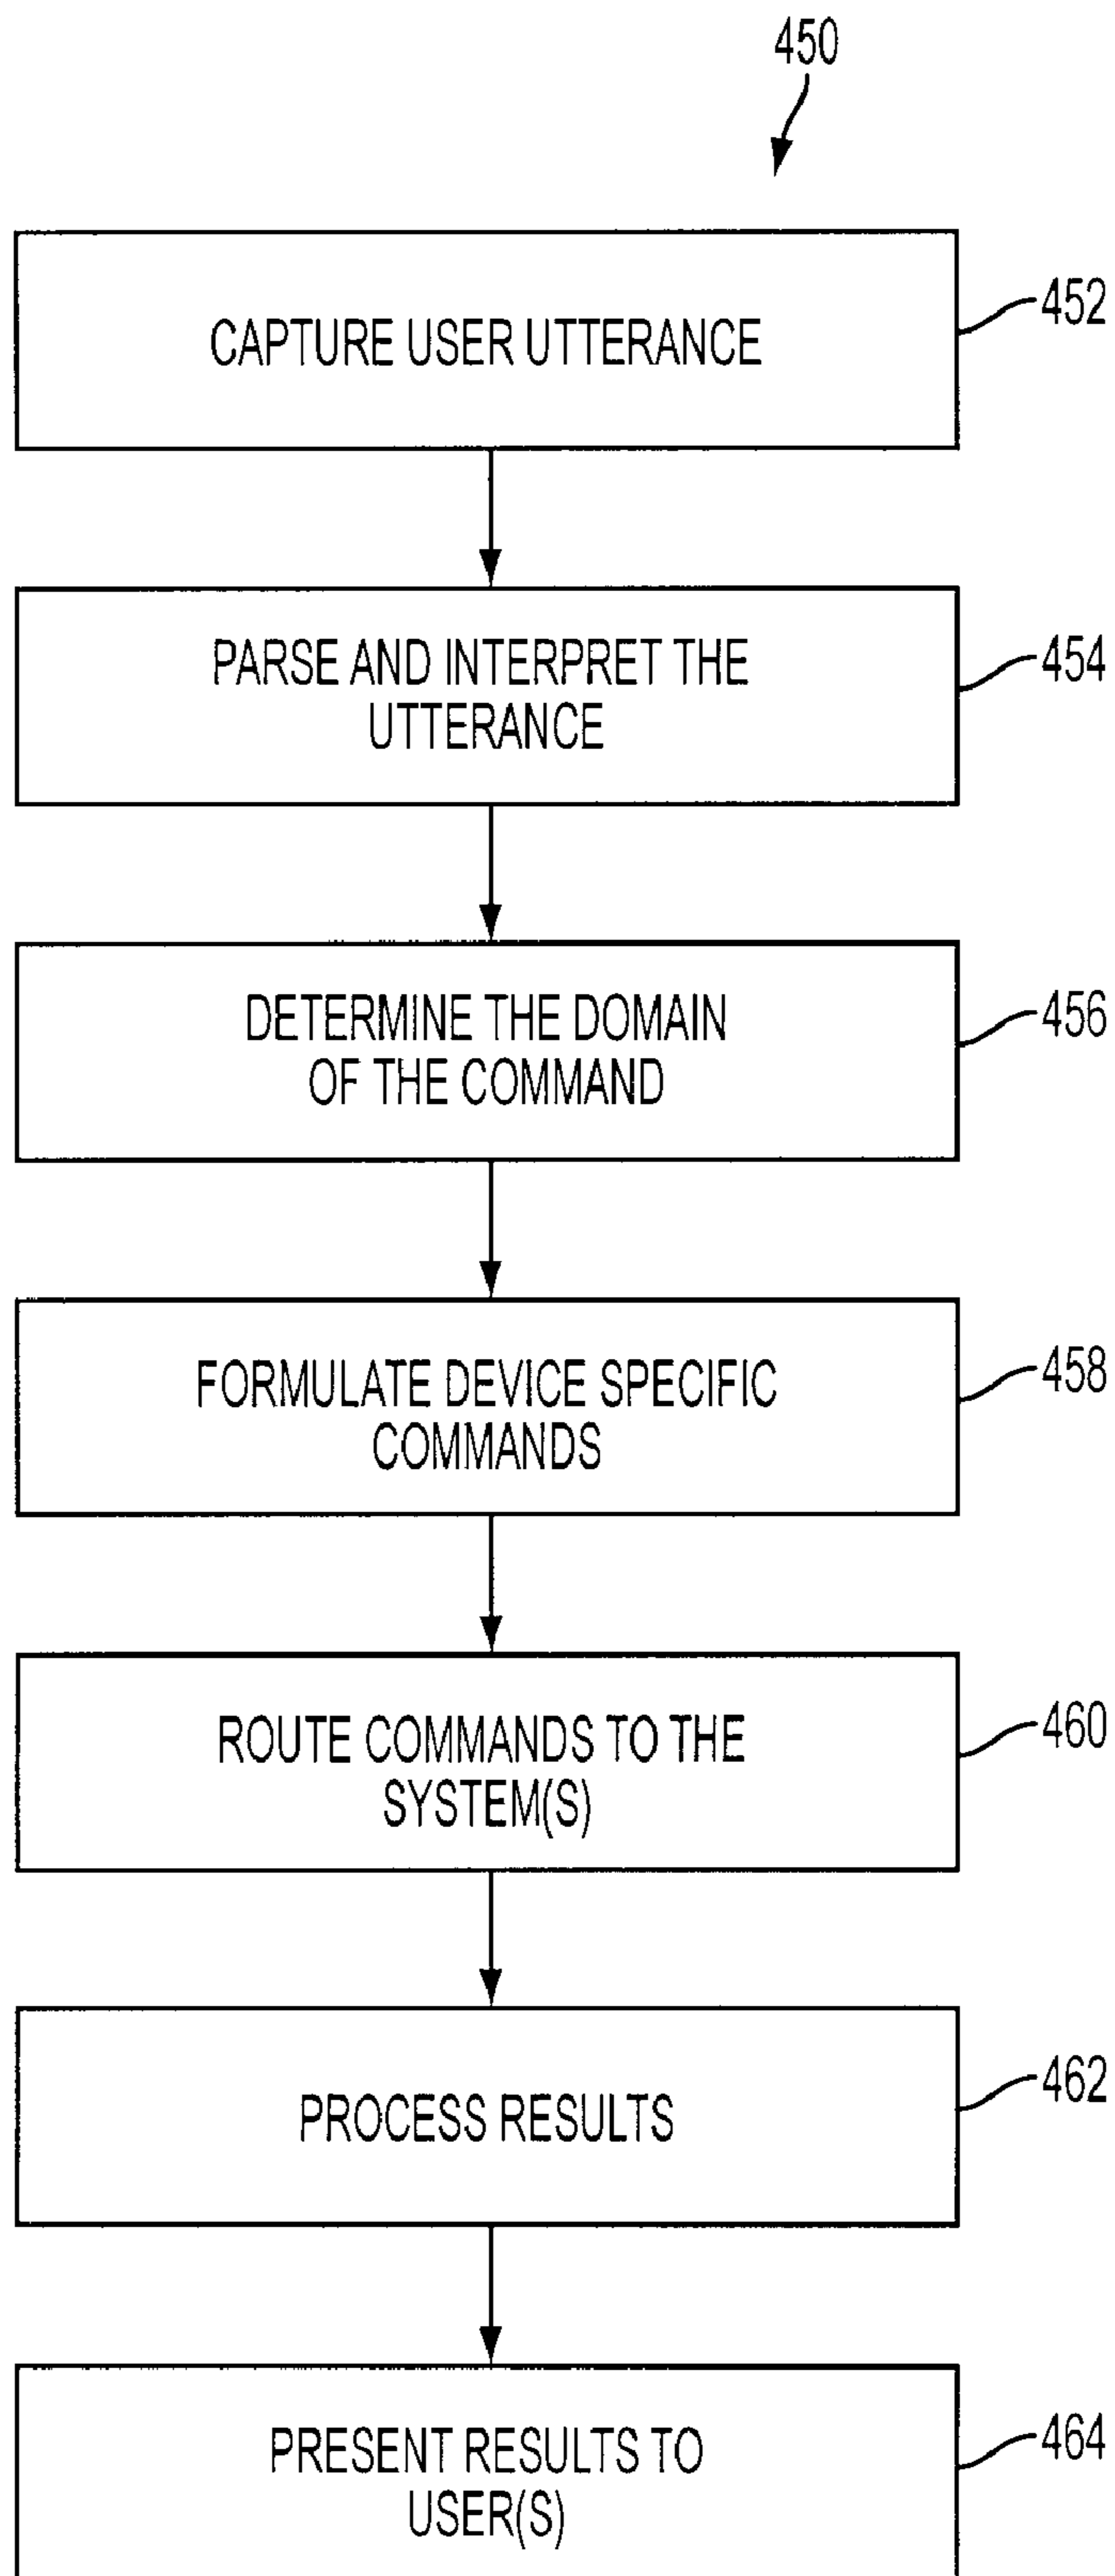 450
CAPTURE USER UTTERANCE
452
PARSE AND INTERPRET THE
UTTERANCE
454
DETERMINE THE DOMAIN
OF THE COMMAND
456
FORMULATE DEVICE SPECIFIC
COMMANDS
458
ROUTE COMMANDS TO THE
SYSTEM(S)
460
PROCESS RESULTS
462
PRESENT RESULTS TO
USER(S)
464